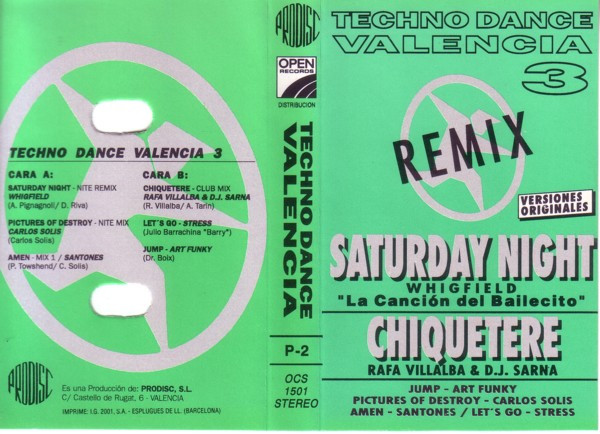 TECHNO DANCE VALENCIA 3
CARA A:
SATURDAY NIGHT - NITE REMIX
WHIGFIELD
(A. Pignagnoli/ D. Riva)
PICTURES OF DESTROY - NITE MIX
CARLOS SOLIS
(Carlos Solis)
AMEN - MIX 1 / SANTONES
(P. Towshend/ C. Solis)
CARA B:
CHIQUETERE - CLUB MIX
RAFA VILLALBA & D.J. SARNA
(R. Villalba/ A. Tarín)
LET´S GO - STRESS
(Julio Barrachina "Barry")
JUMP - ART FUNKY
(Dr. Boix)
PRODISC
Es una Producción de: PRODISC, S.L.
C/ Castello de Rugat, 6 - VALENCIA
IMPRIME: I.G. 2001, S.A. - ESPLUGUES DE LL. (BARCELONA)
PRODISC
OPEN
RECORDS
DISTRIBUCION
TECHNO DANCE
VALENCIA
P-2
OCS
1501
STEREO
TECHNO DANCE
VALENCIA
3
REMIX
VERSIONES
ORIGINALES
SATURDAY NIGHT
WHIGFIELD
"La Canción del Bailecito"
CHIQUETERE
RAFA VILLALBA & D.J. SARNA
JUMP - ART FUNKY
PICTURES OF DESTROY - CARLOS SOLIS
AMEN - SANTONES / LET´S GO - STRESS